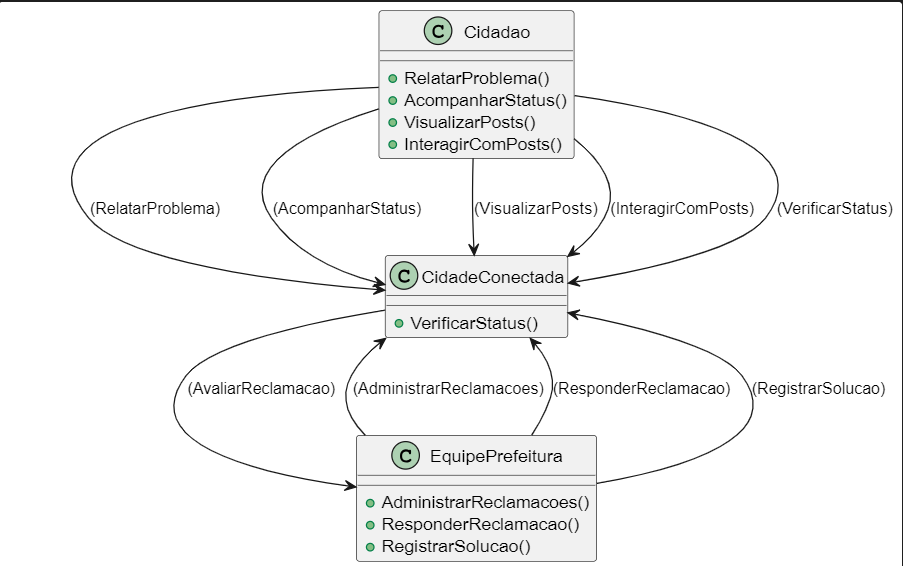 C Cidadao
RelatarProblema()
AcompanharStatus()
VisualizarPosts()
InteragirComPosts()
(RelatarProblema)
(AcompanharStatus)
(VisualizarPosts)
(InteragirComPosts)
(VerificarStatus)
C CidadeConectada
VerificarStatus()
(AvaliarReclamacao)
(AdministrarReclamacoes)
(ResponderReclamacao)
(RegistrarSolucao)
C EquipePrefeitura
AdministrarReclamacoes()
ResponderReclamacao()
RegistrarSolucao()